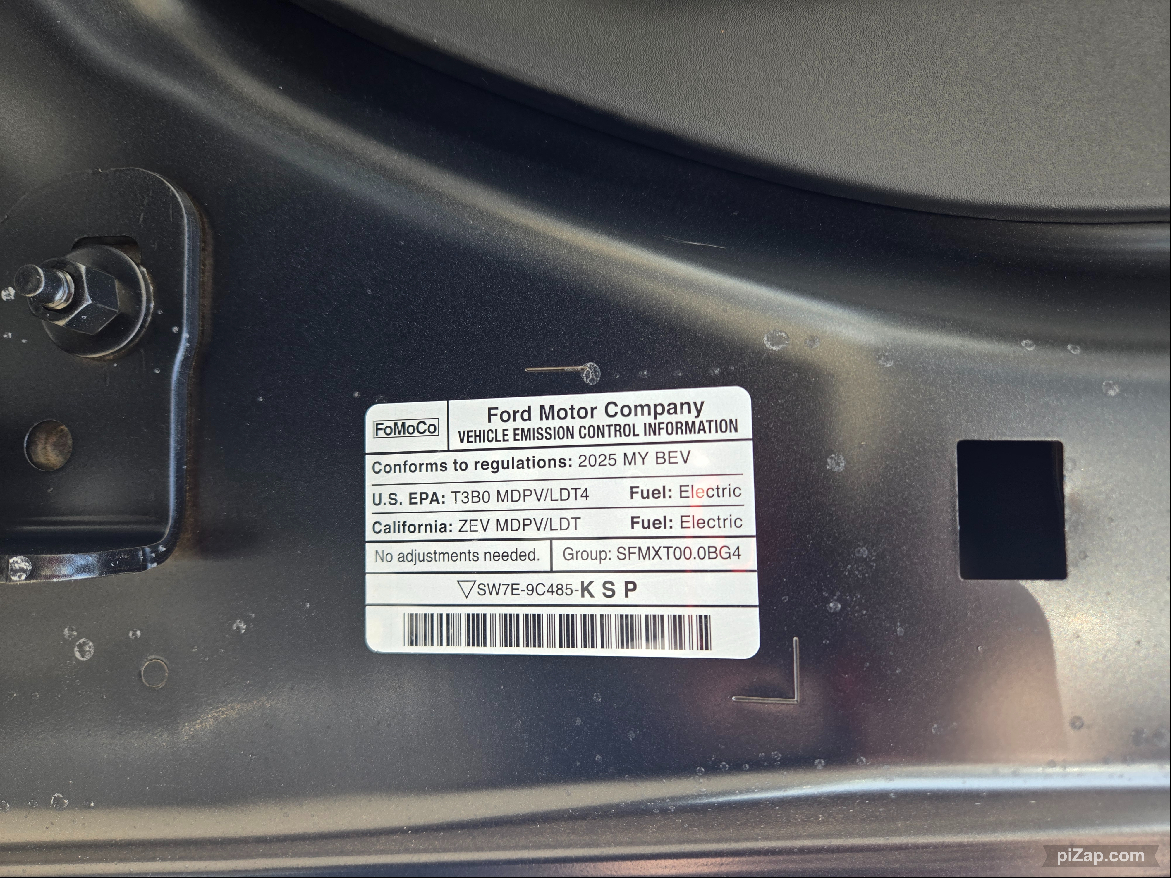 FoMoCo
Ford Motor Company
VEHICLE EMISSION CONTROL INFORMATION
Conforms to regulations: 2025 MY BEV
U.S. EPA: T3B0 MDPV/LDT4 Fuel: Electric
California: ZEV MDPV/LDT Fuel: Electric
No adjustments needed. Group: SFMXT00.0BG4
▽SW7E-9C485-K S P
piZap.com